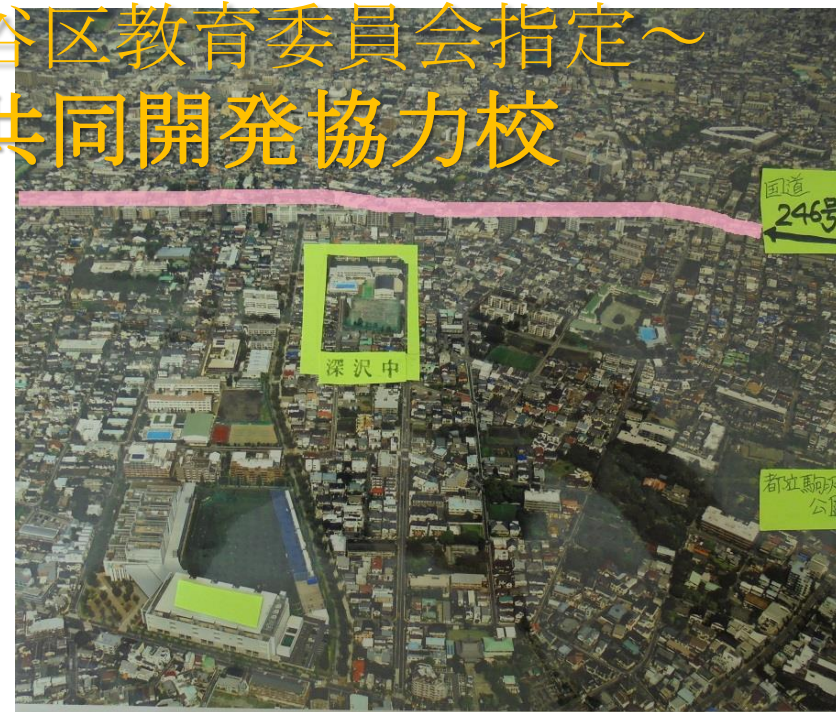 谷区教育委員会指定～
共同開発協力校
国道
246号
深沢中
都立駒沢
公園